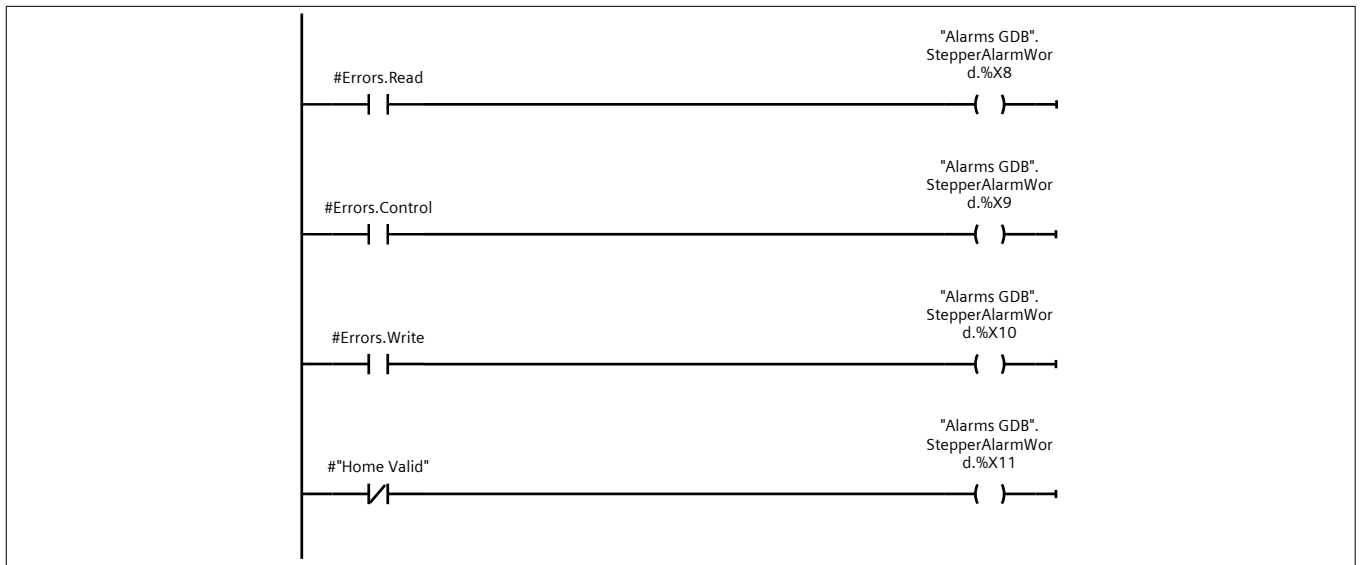 "Alarms GDB".
StepperAlarmWor
d.%X8
#Errors.Read
"Alarms GDB".
StepperAlarmWor
d.%X9
#Errors.Control
"Alarms GDB".
StepperAlarmWor
d.%X10
#Errors.Write
"Alarms GDB".
StepperAlarmWor
d.%X11
#"Home Valid"